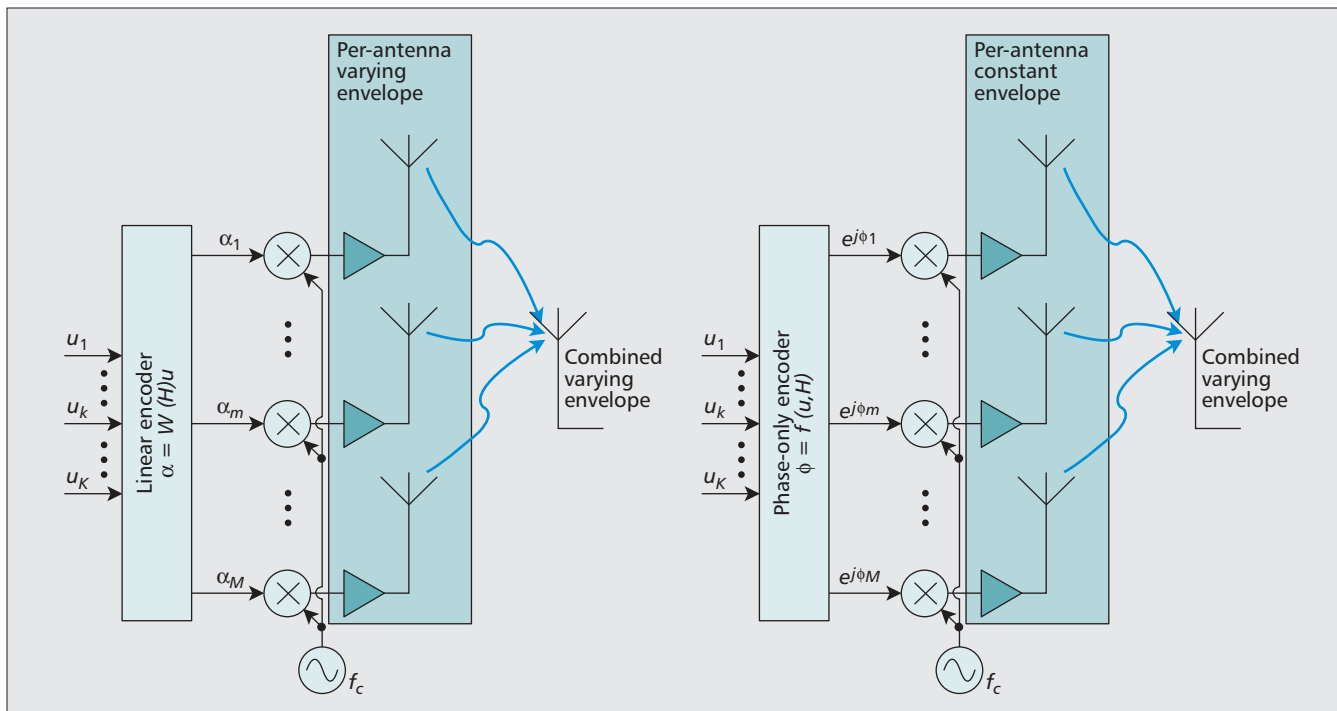 Per-antenna
varying
envelope
α1
u1
uk
uK
Linear encoder
α = W (H)u
αm
αM
fc
Combined
varying
envelope
Per-antenna
constant
envelope
e^jϕ1
u1
uk
uK
Phase-only encoder
ϕ = f (u,H)
e^jϕm
e^jϕM
fc
Combined
varying
envelope